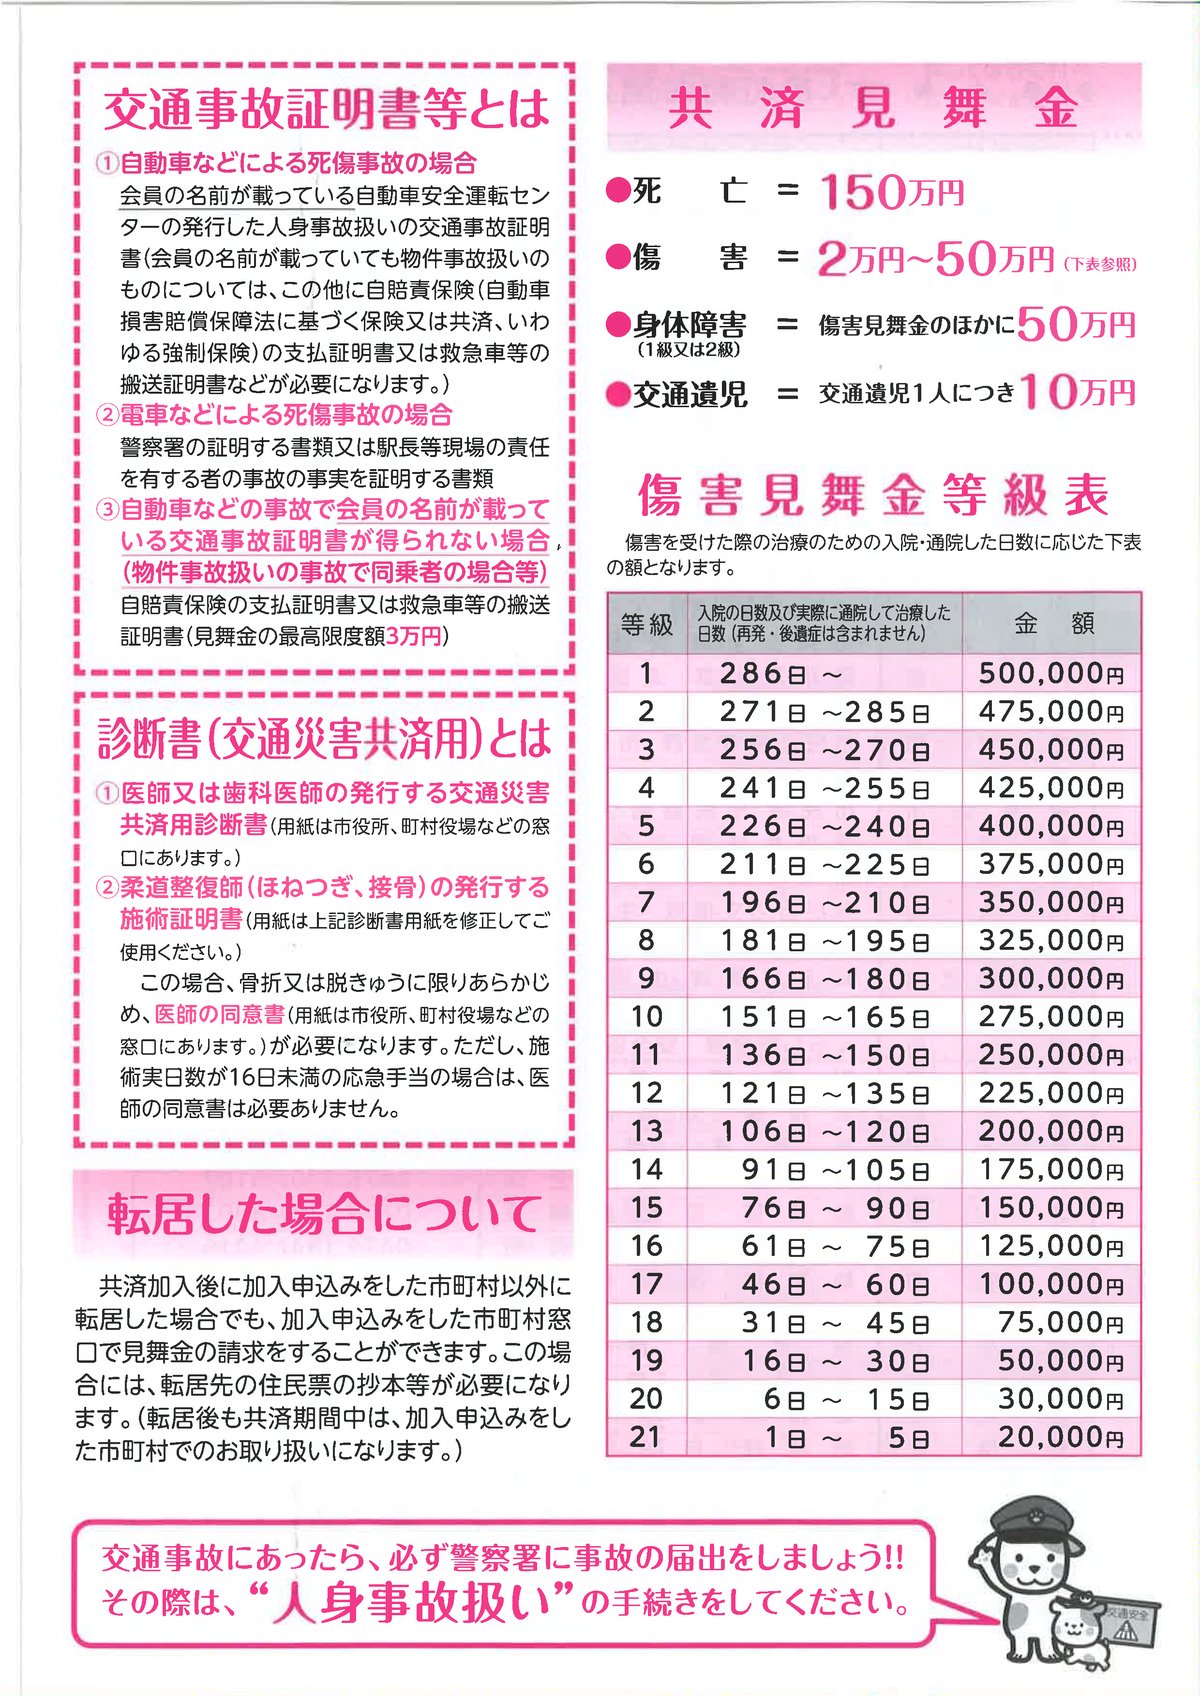 交通事故証明書等とは
①自動車などによる死傷事故の場合
会員の名前が載っている自動車安全運転セン
ターの発行した人身事故扱いの交通事故証明
書(会員の名前が載っていても物件事故扱いの
ものについては、この他に自賠責保険(自動車
損害賠償保障法に基づく保険又は共済、いわ
ゆる強制保険)の支払証明書又は救急車等の
搬送証明書などが必要になります。)
②電車などによる死傷事故の場合
警察署の証明する書類又は駅長等現場の責任
を有する者の事故の事実を証明する書類
③自動車などの事故で会員の名前が載って
いる交通事故証明書が得られない場合
(物件事故扱いの事故で同乗者の場合等)
自賠責保険の支払証明書又は救急車等の搬送
証明書(見舞金の最高限度額3万円)
診断書(交通災害共済用)とは
①医師又は歯科医師の発行する交通災害
共済用診断書(用紙は市役所、町村役場などの窓
口にあります。)
②柔道整復師(ほねつぎ、接骨)の発行する
施術証明書(用紙は上記診断書用紙を修正してご
使用ください。)
この場合、骨折又は脱きゅうに限りあらかじ
め、医師の同意書(用紙は市役所、町村役場などの
窓口にあります。)が必要になります。ただし、施
術実日数が16日未満の応急手当の場合は、医
師の同意書は必要ありません。
転居した場合について
共済加入後に加入申込みをした市町村以外に
転居した場合でも、加入申込みをした市町村窓
口で見舞金の請求をすることができます。この場
合には、転居先の住民票の抄本等が必要になり
ます。(転居後も共済期間中は、加入申込みをし
た市町村でのお取り扱いになります。)
共済見舞金
●死亡 = 150万円
●傷害 = 2万円～50万円(下表参照)
●身体障害 = 傷害見舞金のほかに50万円
(1級又は2級)
●交通遺児 = 交通遺児1人につき10万円
傷害見舞金等級表
傷害を受けた際の治療のための入院・通院した日数に応じた下表
の額となります。
等級 入院の日数及び実際に通院して治療した 金額
日数(再発・後遺症は含まれません)
1 286日～ 500,000円
2 271日～285日 475,000円
3 256日～270日 450,000円
4 241日～255日 425,000円
5 226日～240日 400,000円
6 211日～225日 375,000円
7 196日～210日 350,000円
8 181日～195日 325,000円
9 166日～180日 300,000円
10 151日～165日 275,000円
11 136日～150日 250,000円
12 121日～135日 225,000円
13 106日～120日 200,000円
14 91日～105日 175,000円
15 76日～90日 150,000円
16 61日～75日 125,000円
17 46日～60日 100,000円
18 31日～45日 75,000円
19 16日～30日 50,000円
20 6日～15日 30,000円
21 1日～5日 20,000円
交通事故にあったら、必ず警察署に事故の届出をしましょう!!
その際は、“人身事故扱い”の手続きをしてください。
交通安全